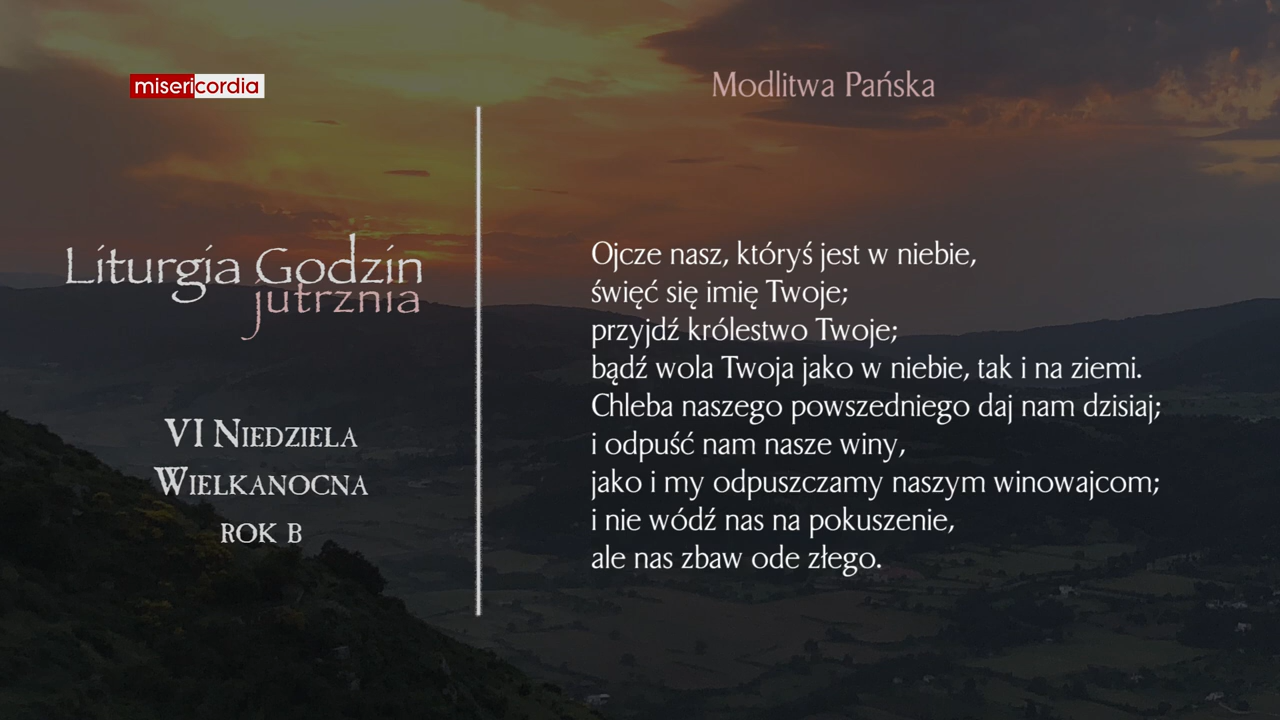 misericordia
Modlitwa Pańska
Liturgia Godzin
jutrznia
VI Niedziela
Wielkanocna
rok B
Ojcze nasz, któryś jest w niebie,
święć się imię Twoje;
przyjdź królestwo Twoje;
bądź wola Twoja jako w niebie, tak i na ziemi.
Chleba naszego powszedniego daj nam dzisiaj;
i odpuść nam nasze winy,
jako i my odpuszczamy naszym winowajcom;
i nie wódź nas na pokuszenie,
ale nas zbaw ode złego.